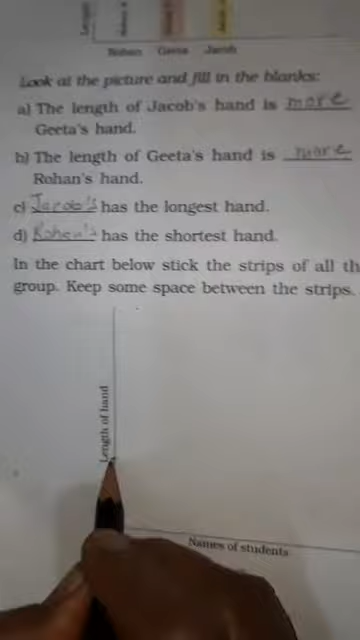 Length
Rohan Geeta Jacob
Look at the picture and fill in the blanks:
a) The length of Jacob's hand is more
Geeta's hand.
b) The length of Geeta's hand is more
Rohan's hand.
c) Jacob's has the longest hand.
d) Rohan's has the shortest hand.
In the chart below stick the strips of all th
group. Keep some space between the strips.
Length of hand
Names of students